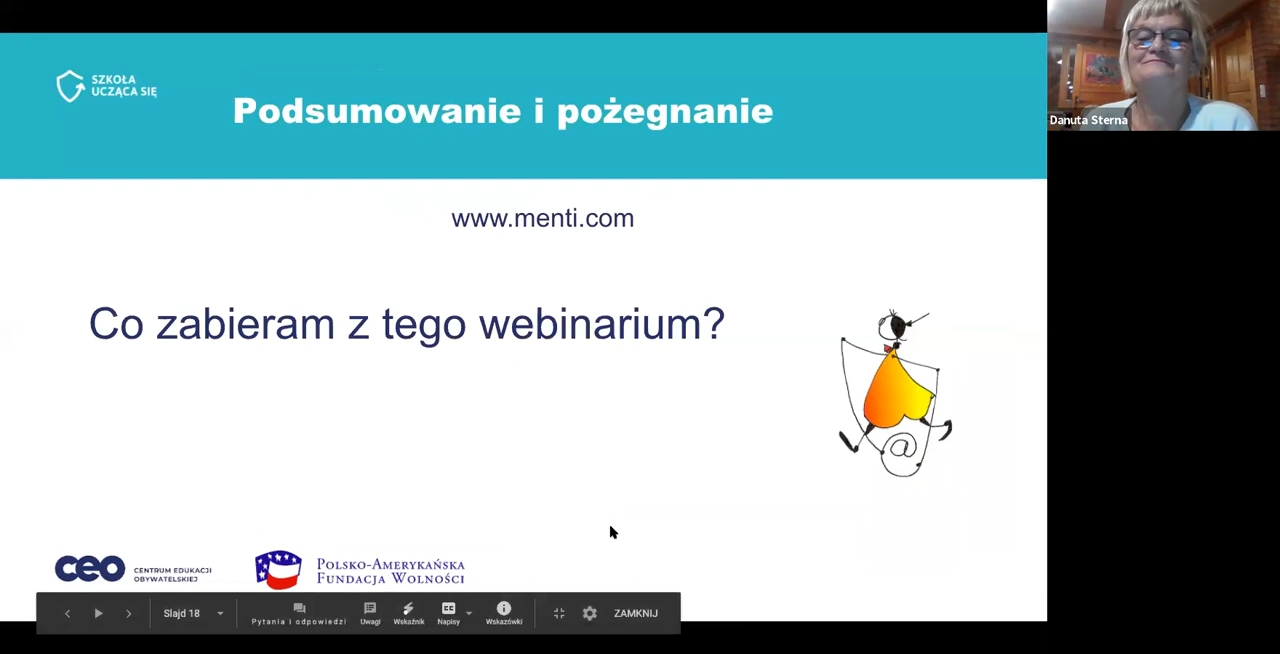 SZKOŁA
UCZĄCA SIĘ
Podsumowanie i pożegnanie
Danuta Sterna
www.menti.com
Co zabieram z tego webinarium?
@
CEO CENTRUM EDUKACJI
OBYWATELSKIEJ
POLSKO-AMERYKAŃSKA
FUNDACJA WOLNOŚCI
Slajd 18
Pytania i odpowiedzi
Uwagi
Wskaźnik
Napisy
Wskazówki
ZAMKNIJ